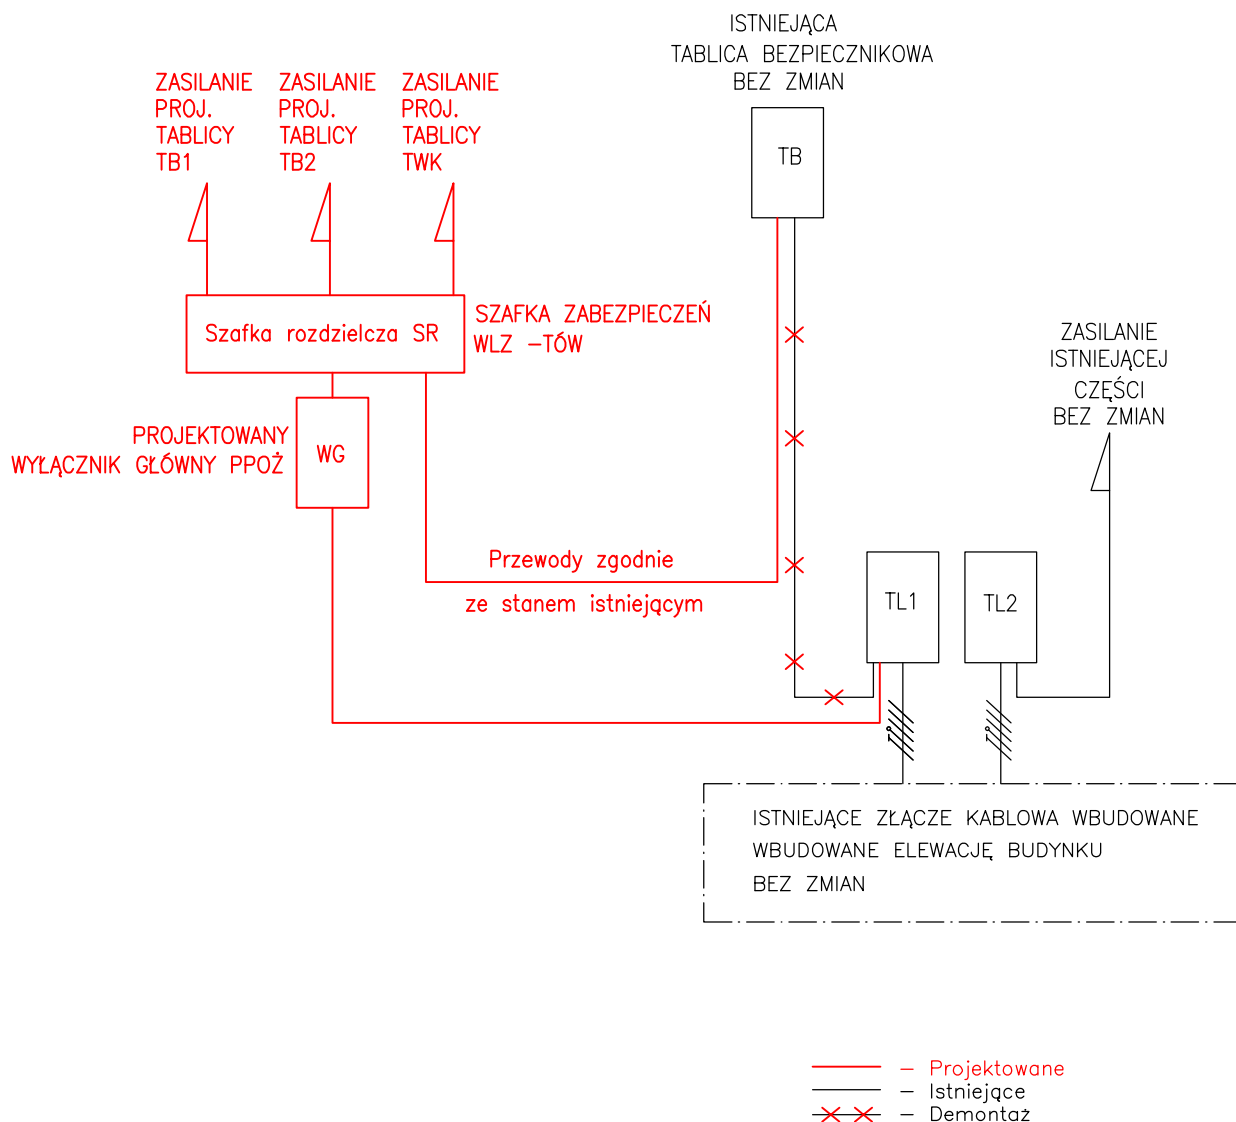 ISTNIEJĄCA
TABLICA BEZPIECZNIKOWA
BEZ ZMIAN
ZASILANIE
PROJ.
TABLICY
TB1
ZASILANIE
PROJ.
TABLICY
TB2
ZASILANIE
PROJ.
TABLICY
TWK
TB
Szafka rozdzielcza SR
SZAFKA ZABEZPIECZEŃ
WLZ –TÓW
ZASILANIE
ISTNIEJĄCEJ
CZĘŚCI
BEZ ZMIAN
PROJEKTOWANY
WYŁĄCZNIK GŁÓWNY PPOŻ
WG
Przewody zgodnie
ze stanem istniejącym
TL1
TL2
ISTNIEJĄCE ZŁĄCZE KABLOWA WBUDOWANE
WBUDOWANE ELEWACJĘ BUDYNKU
BEZ ZMIAN
– Projektowane
– Istniejące
– Demontaż